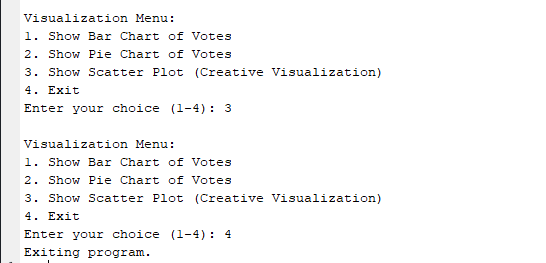 Visualization Menu:
1. Show Bar Chart of Votes
2. Show Pie Chart of Votes
3. Show Scatter Plot (Creative Visualization)
4. Exit
Enter your choice (1-4): 3

Visualization Menu:
1. Show Bar Chart of Votes
2. Show Pie Chart of Votes
3. Show Scatter Plot (Creative Visualization)
4. Exit
Enter your choice (1-4): 4
Exiting program.